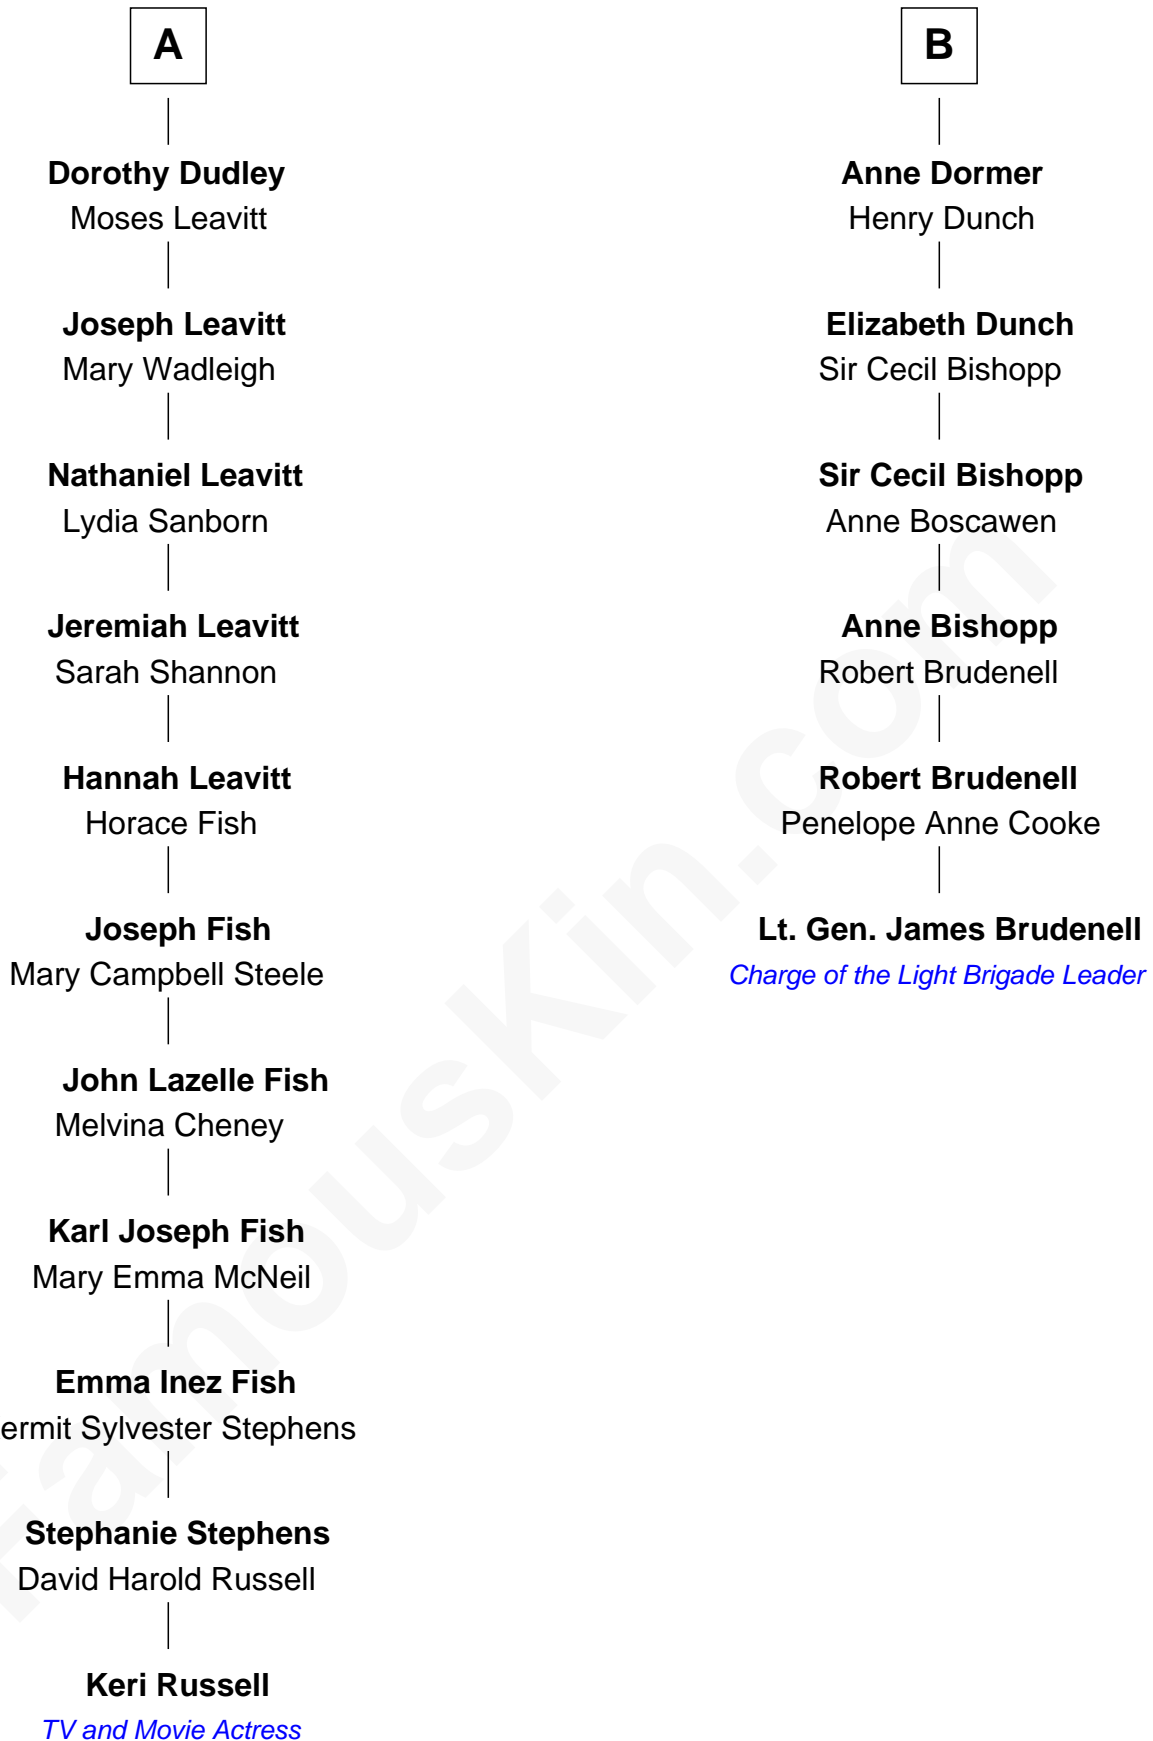 A
Dorothy Dudley
Moses Leavitt
Joseph Leavitt
Mary Wadleigh
Nathaniel Leavitt
Lydia Sanborn
Jeremiah Leavitt
Sarah Shannon
Hannah Leavitt
Horace Fish
Joseph Fish
Mary Campbell Steele
John Lazelle Fish
Melvina Cheney
Karl Joseph Fish
Mary Emma McNeil
Emma Inez Fish
ermit Sylvester Stephens
Stephanie Stephens
David Harold Russell
Keri Russell
TV and Movie Actress
B
Anne Dormer
Henry Dunch
Elizabeth Dunch
Sir Cecil Bishopp
Sir Cecil Bishopp
Anne Boscawen
Anne Bishopp
Robert Brudenell
Robert Brudenell
Penelope Anne Cooke
Lt. Gen. James Brudenell
Charge of the Light Brigade Leader
FamousKin.com